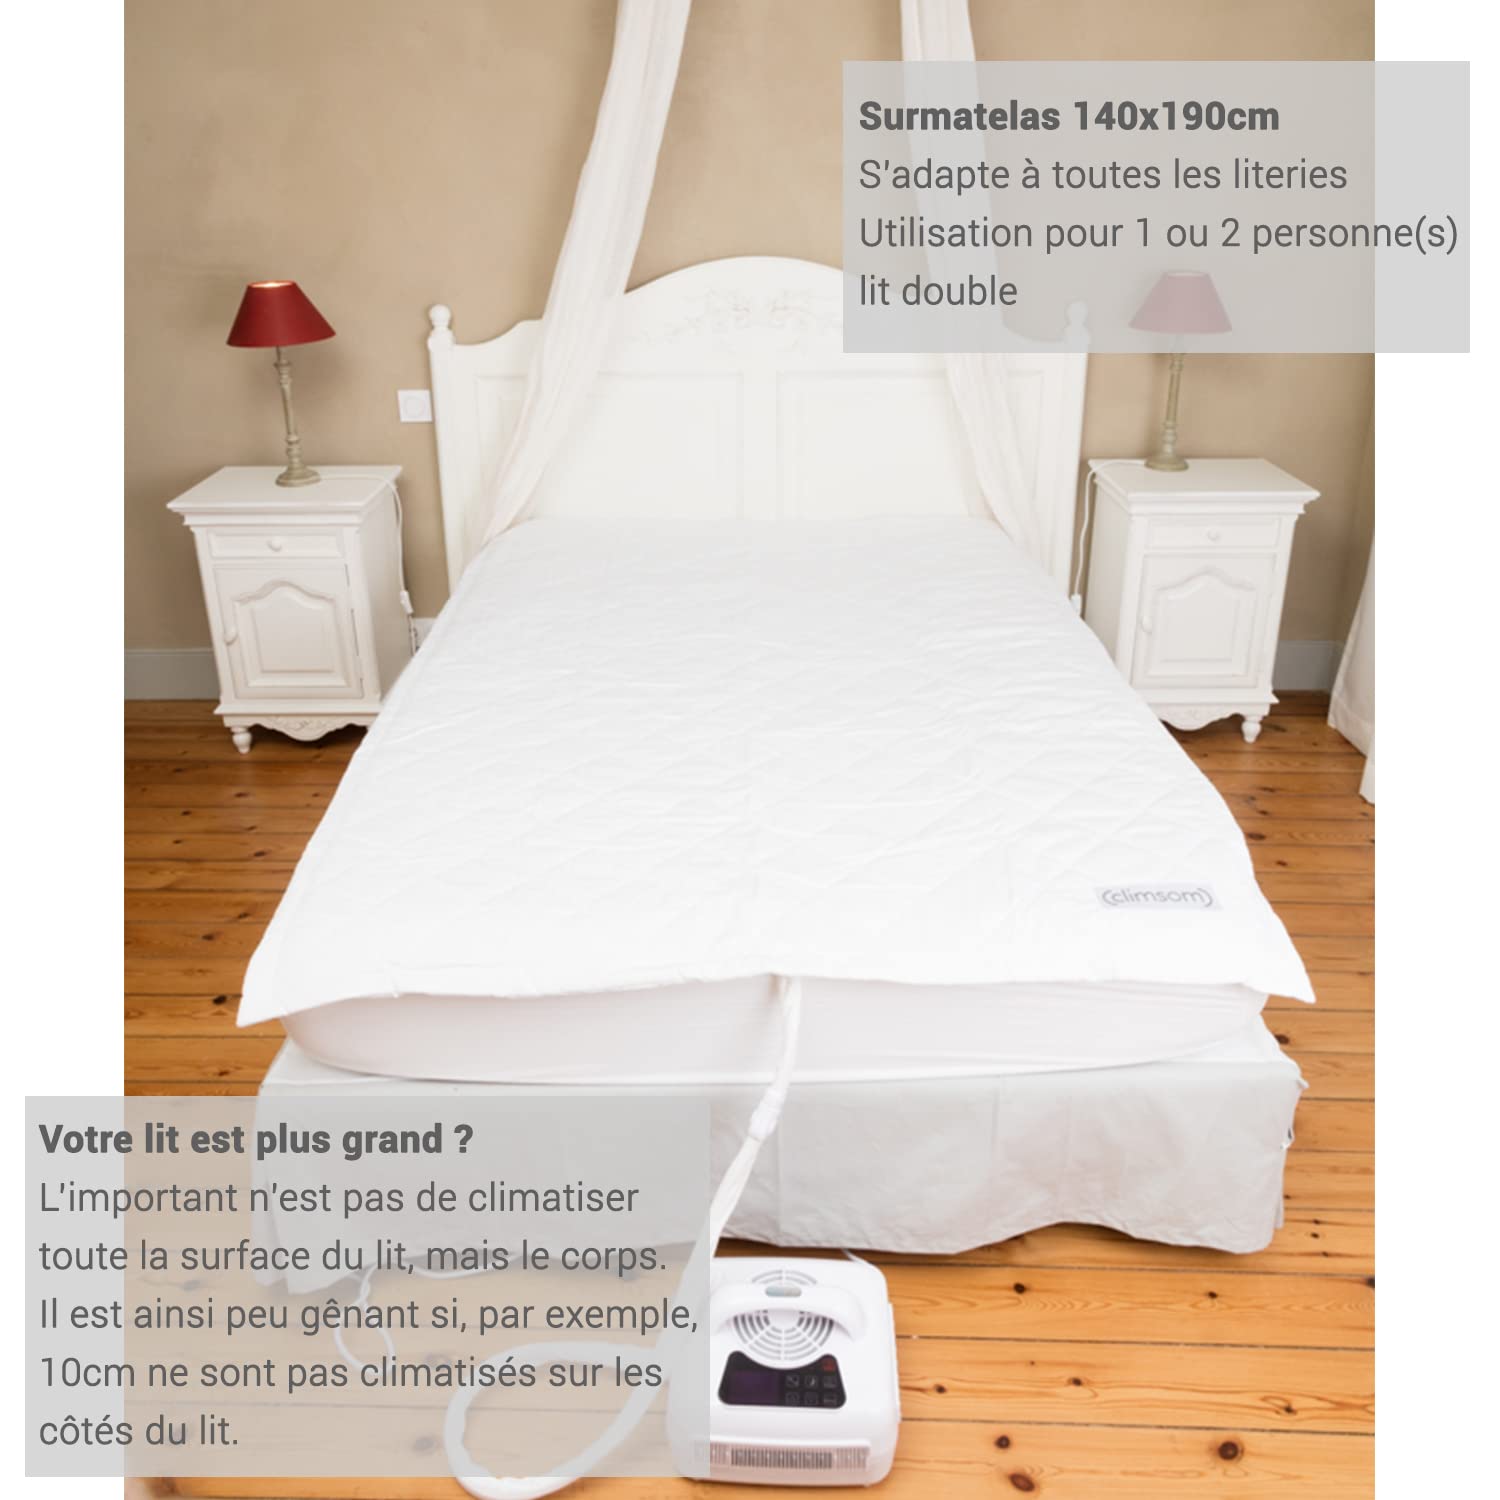 Surmatelas 140x190cm
S'adapte à toutes les literies
Utilisation pour 1 ou 2 personne(s)
lit double
(climsom)
Votre lit est plus grand ?
L'important n'est pas de climatiser
toute la surface du lit, mais le corps.
Il est ainsi peu gênant si, par exemple,
10cm ne sont pas climatisés sur les
côtés du lit.